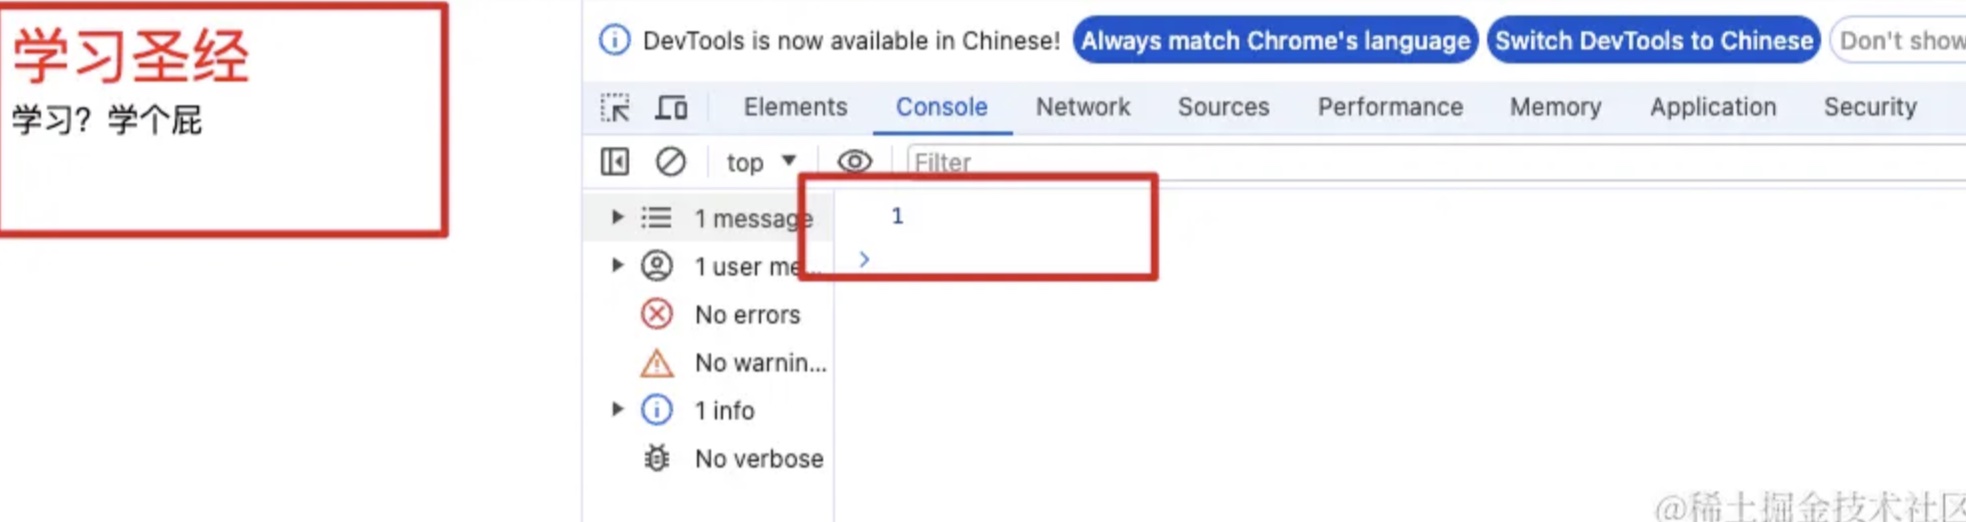 学习圣经
学习？学个屁
DevTools is now available in Chinese! Always match Chrome's language Switch DevTools to Chinese Don't show
Elements Console Network Sources Performance Memory Application Security
top Filter
1 message
1
1 user me...
No errors
No warnin...
1 info
No verbose
@稀土掘金技术社区